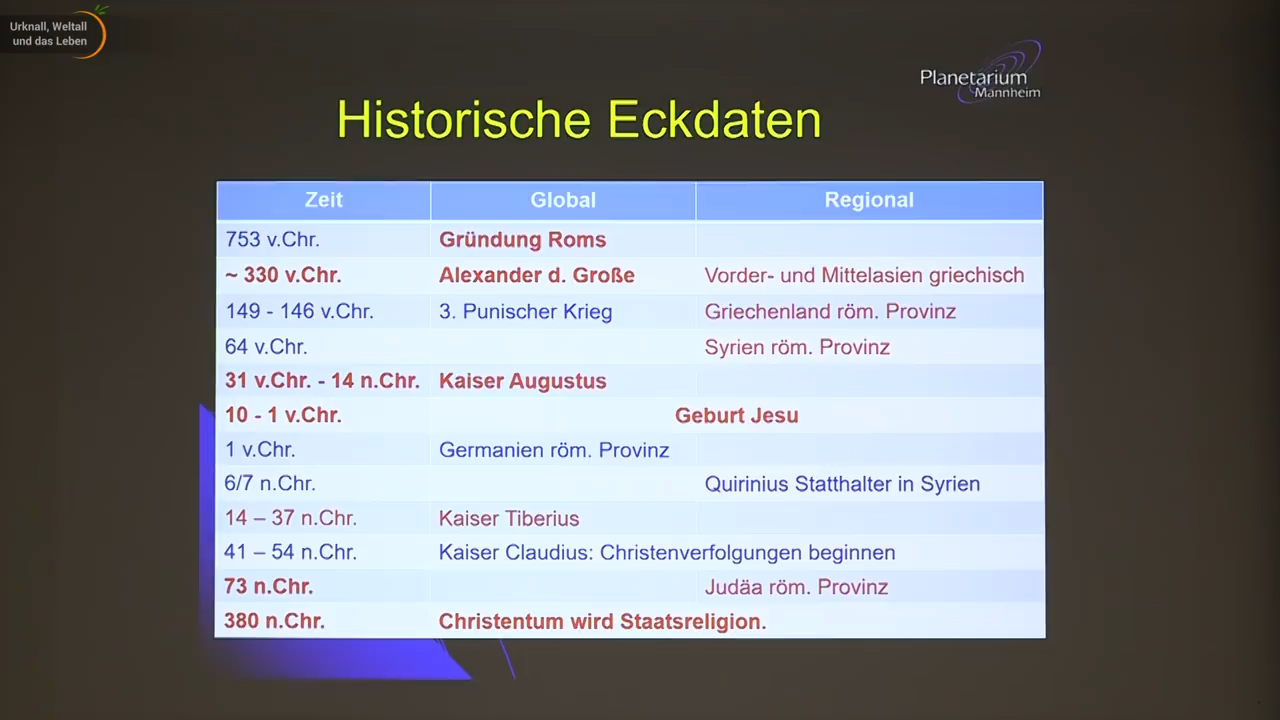 Urknall, Weltall
und das Leben
Planetarium
Mannheim
Historische Eckdaten
Zeit Global Regional
753 v.Chr. Gründung Roms
~ 330 v.Chr. Alexander d. Große Vorder- und Mittelasien griechisch
149 - 146 v.Chr. 3. Punischer Krieg Griechenland röm. Provinz
64 v.Chr. Syrien röm. Provinz
31 v.Chr. - 14 n.Chr. Kaiser Augustus
10 - 1 v.Chr. Geburt Jesu
1 v.Chr. Germanien röm. Provinz
6/7 n.Chr. Quirinius Statthalter in Syrien
14 – 37 n.Chr. Kaiser Tiberius
41 – 54 n.Chr. Kaiser Claudius: Christenverfolgungen beginnen
73 n.Chr. Judäa röm. Provinz
380 n.Chr. Christentum wird Staatsreligion.